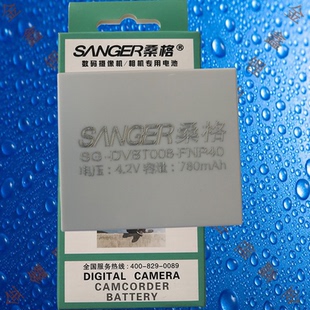 SANGER桑格®
数码摄像机/相机专用电池
SANGER桑格
SG-DVBT008-FNP40
电压：4.2V 容量：780mAh
全国服务热线：400-829-0089
DIGITAL CAMERA
CAMCORDER
BATTERY